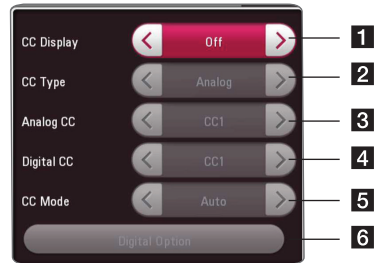 CC Display Off 1
CC Type Analog 2
Analog CC CC1 3
Digital CC CC1 4
CC Mode Auto 5
Digital Option 6